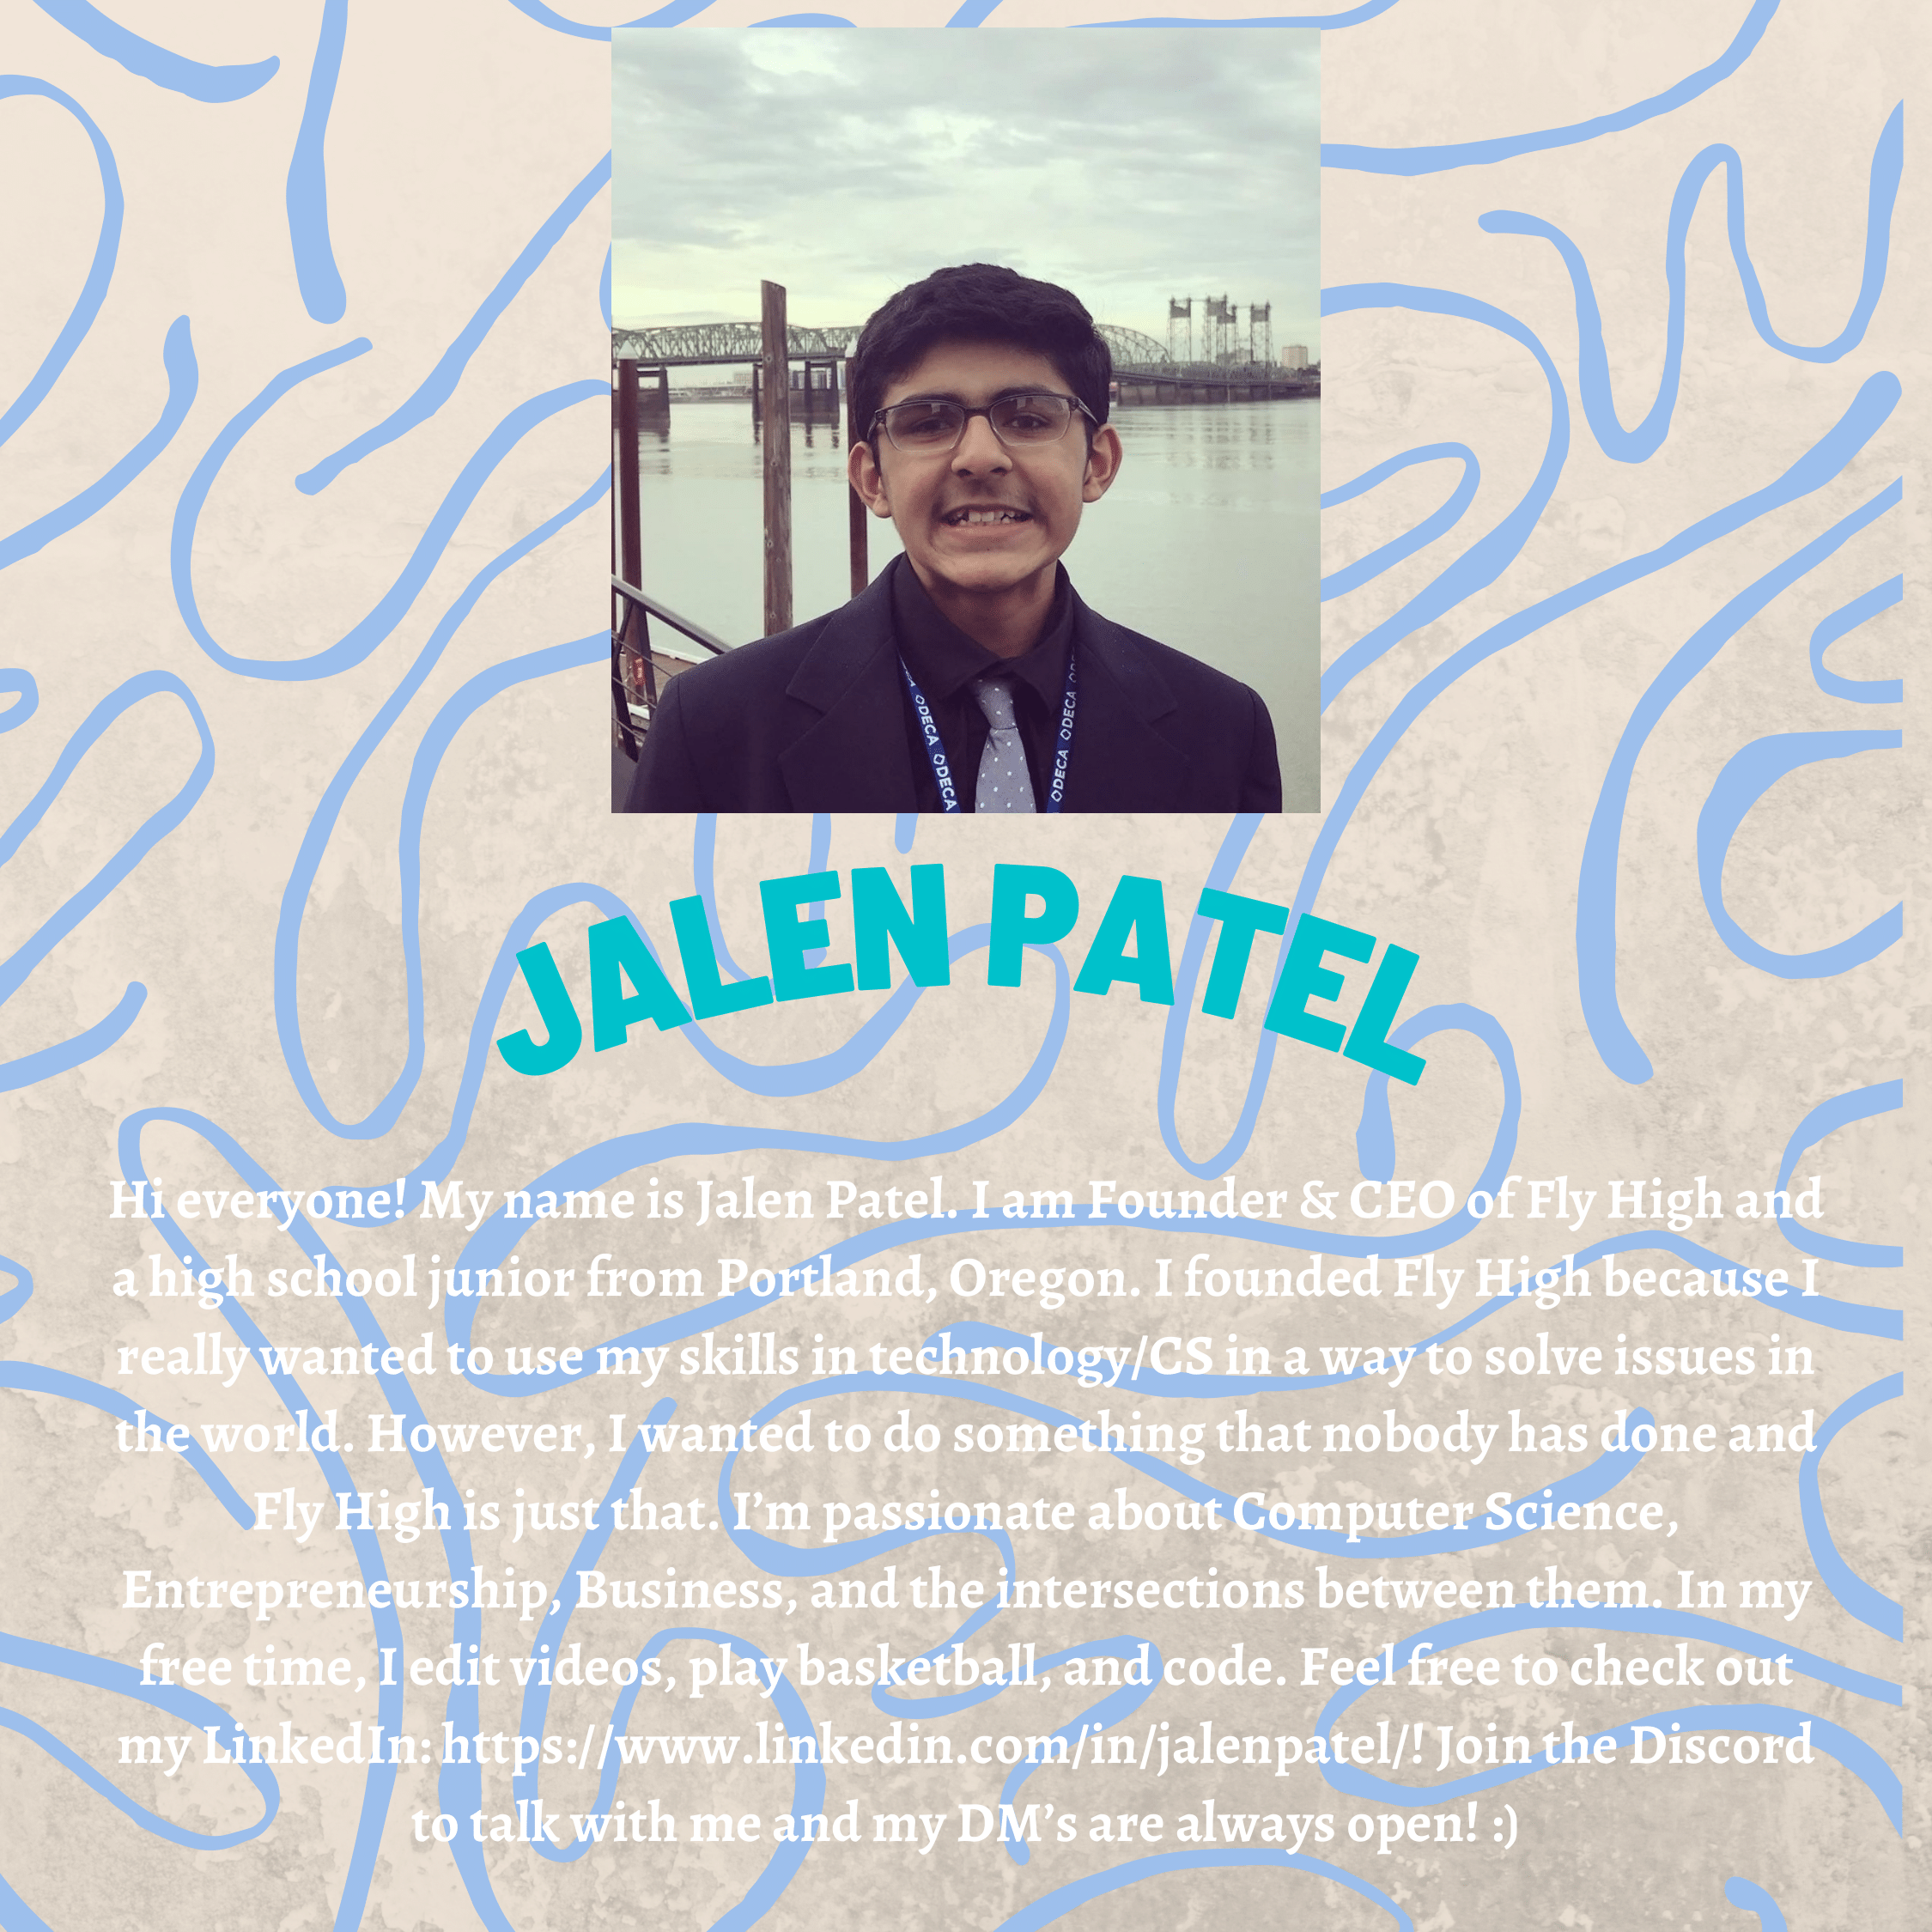 DECA DECA
DECA DECA DECA
JALEN PATEL
Hi everyone! My name is Jalen Patel. I am Founder & CEO of Fly High and
a high school junior from Portland, Oregon. I founded Fly High because I
really wanted to use my skills in technology/CS in a way to solve issues in
the world. However, I wanted to do something that nobody has done and
Fly High is just that. I’m passionate about Computer Science,
Entrepreneurship, Business, and the intersections between them. In my
free time, I edit videos, play basketball, and code. Feel free to check out
my LinkedIn: https://www.linkedin.com/in/jalenpatel/! Join the Discord
to talk with me and my DM’s are always open! :)